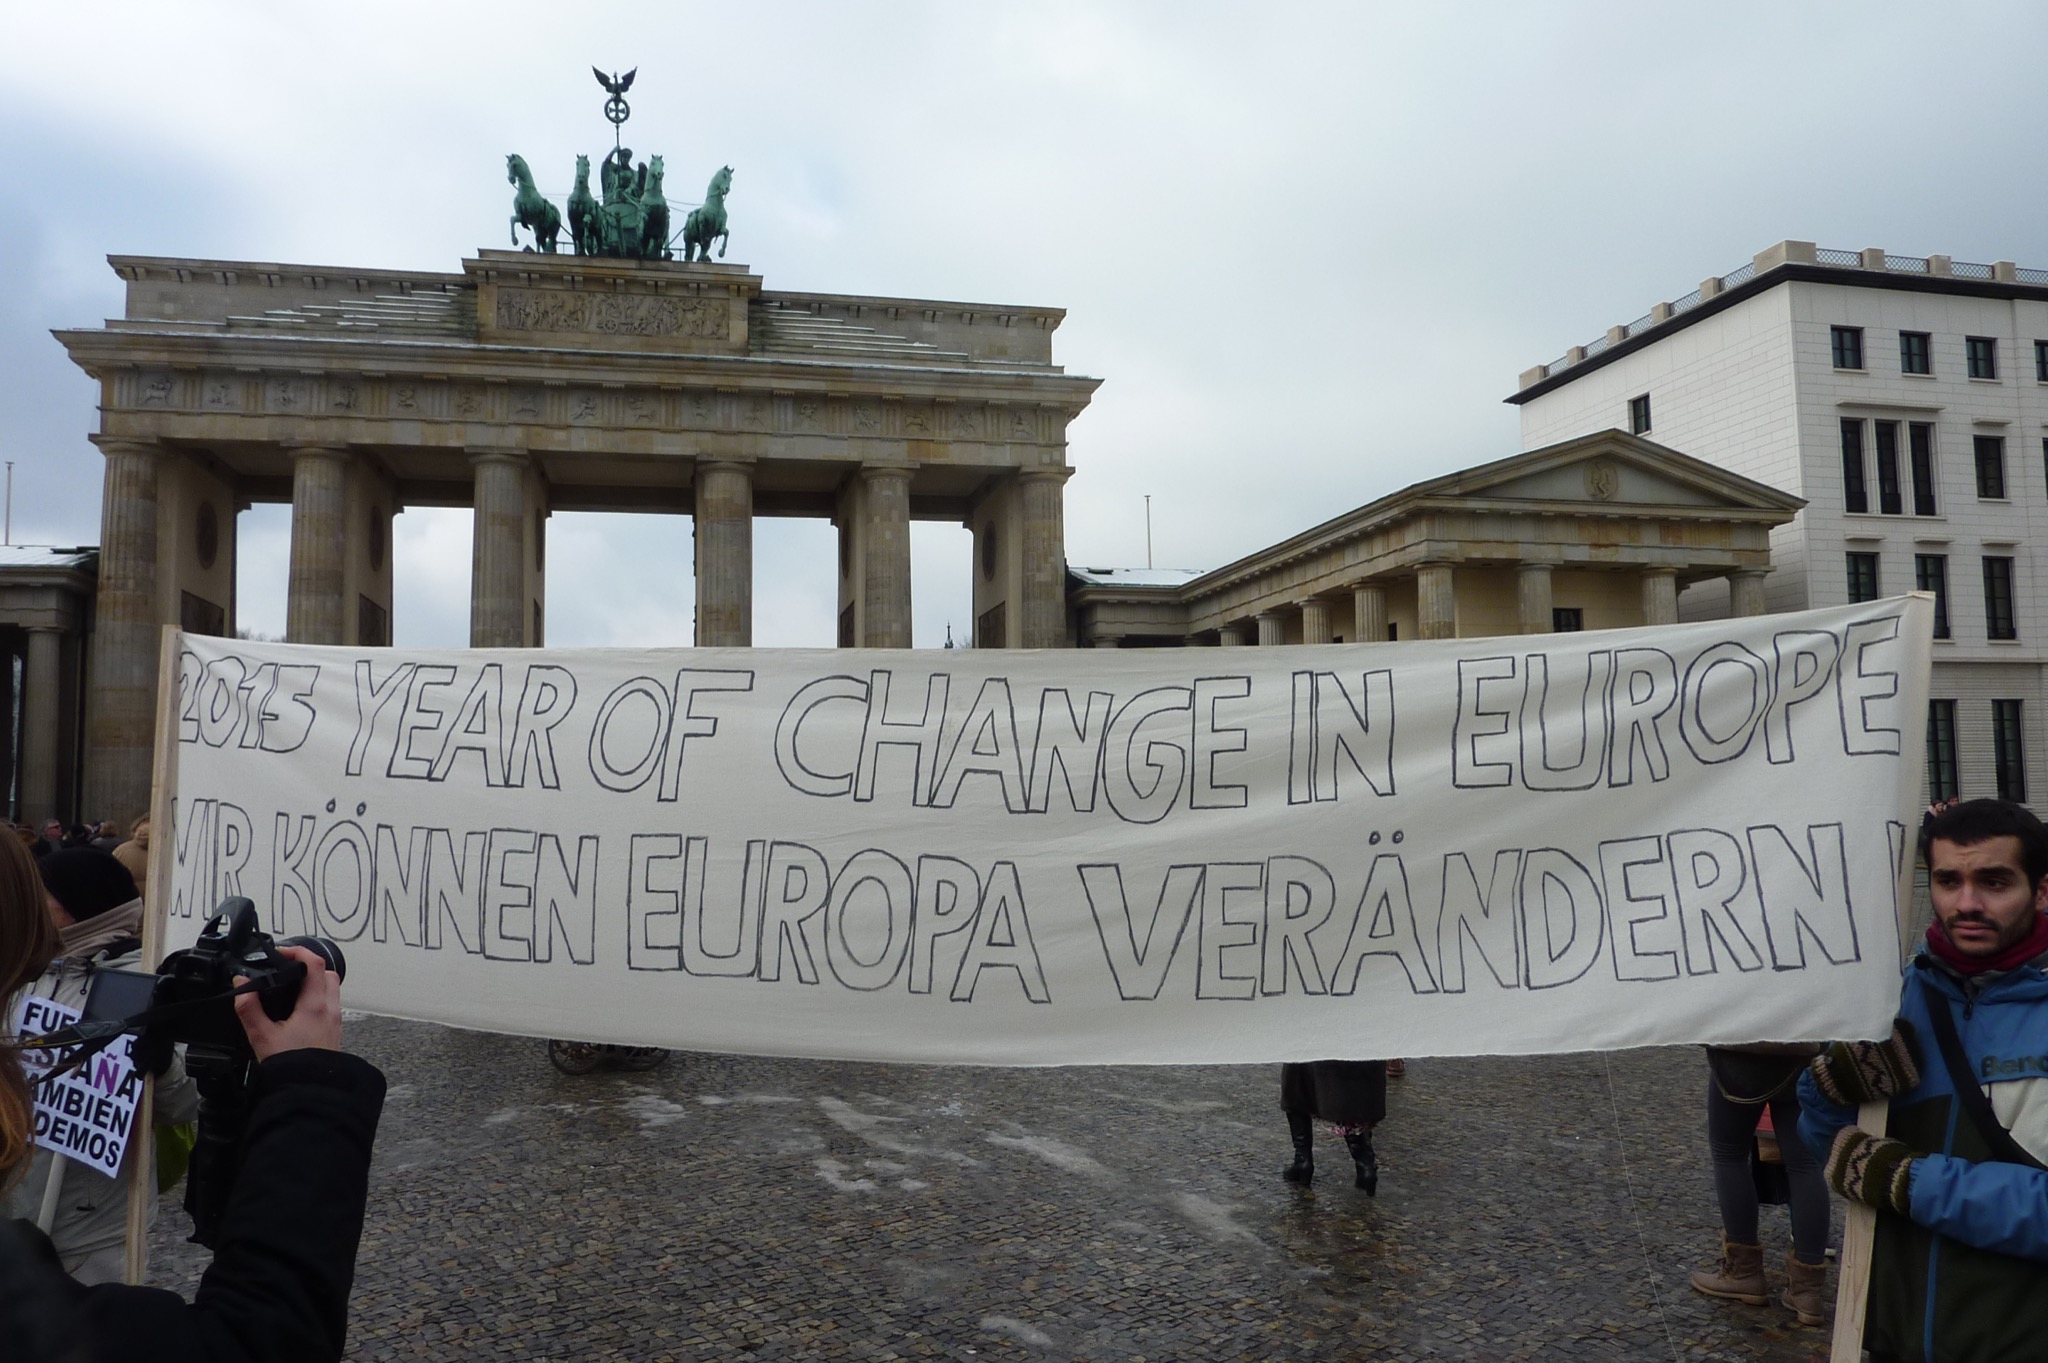 2015 YEAR OF CHANGE IN EUROPE
WIR KÖNNEN EUROPA VERÄNDERN !
ESPAÑA